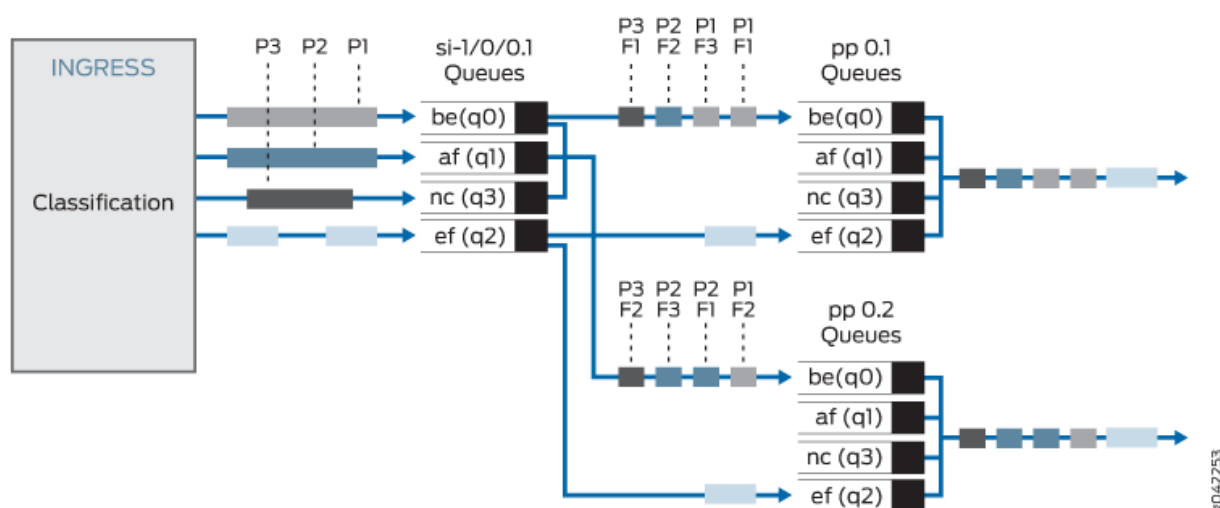 INGRESS
Classification
P3 P2 P1
si-1/0/0.1
Queues
be(q0)
af (q1)
nc (q3)
ef (q2)
P3 P2 P1 P1
F1 F2 F3 F1
pp 0.1
Queues
be(q0)
af (q1)
nc (q3)
ef (q2)
P3 P2 P2 P1
F2 F3 F1 F2
pp 0.2
Queues
be(q0)
af (q1)
nc (q3)
ef (q2)
g042253